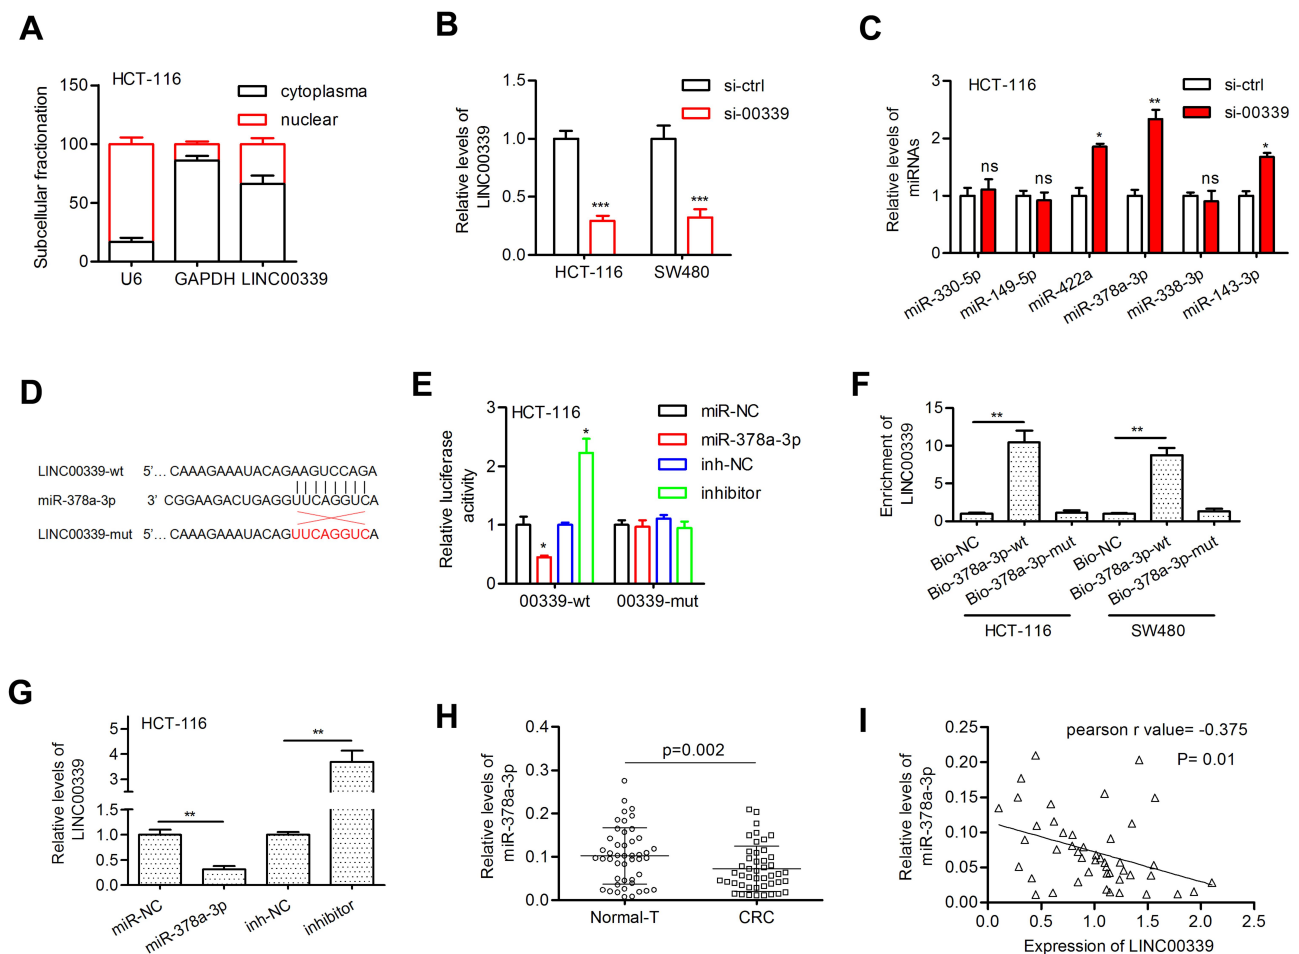 A
HCT-116
cytoplasma
nuclear
Subcellular fractionation
150
100
50
0
U6 GAPDH LINC00339
B
si-ctrl
si-00339
Relative levels of
LINC00339
1.5
1.0
0.5
0.0
*** ***
HCT-116 SW480
C
HCT-116
si-ctrl
si-00339
Relative levels of
miRNAs
3
2
1
0
ns ns * ** ns *
miR-330-5p
miR-149-5p
miR-422a
miR-378a-3p
miR-338-3p
miR-143-3p
D
LINC00339-wt 5’... CAAAGAAAUACAGAAGUCCAGA
miR-378a-3p 3’ CGGAAGACUGAGGUUUCAGGUCA
LINC00339-mut 5’... CAAAGAAAUACAGUUCAGGUCA
E
HCT-116
miR-NC
miR-378a-3p
inh-NC
inhibitor
Relative luciferase
acitivity
3
2
1
0
* *
00339-wt 00339-mut
F
Enrichment of
LINC00339
15
10
5
0
** **
Bio-NC
Bio-378a-3p-wt
Bio-378a-3p-mut
Bio-NC
Bio-378a-3p-wt
Bio-378a-3p-mut
HCT-116 SW480
G
HCT-116
Relative levels of
LINC00339
5
4
3
1.5
1.0
0.5
0.0
** **
miR-NC
miR-378a-3p
inh-NC
inhibitor
H
Relative levels of
miR-378a-3p
0.4
0.3
0.2
0.1
0.0
p=0.002
Normal-T CRC
I
Relative levels of
miR-378a-3p
0.25
0.20
0.15
0.10
0.05
0.00
pearson r value= -0.375
P= 0.01
0.0 0.5 1.0 1.5 2.0 2.5
Expression of LINC00339